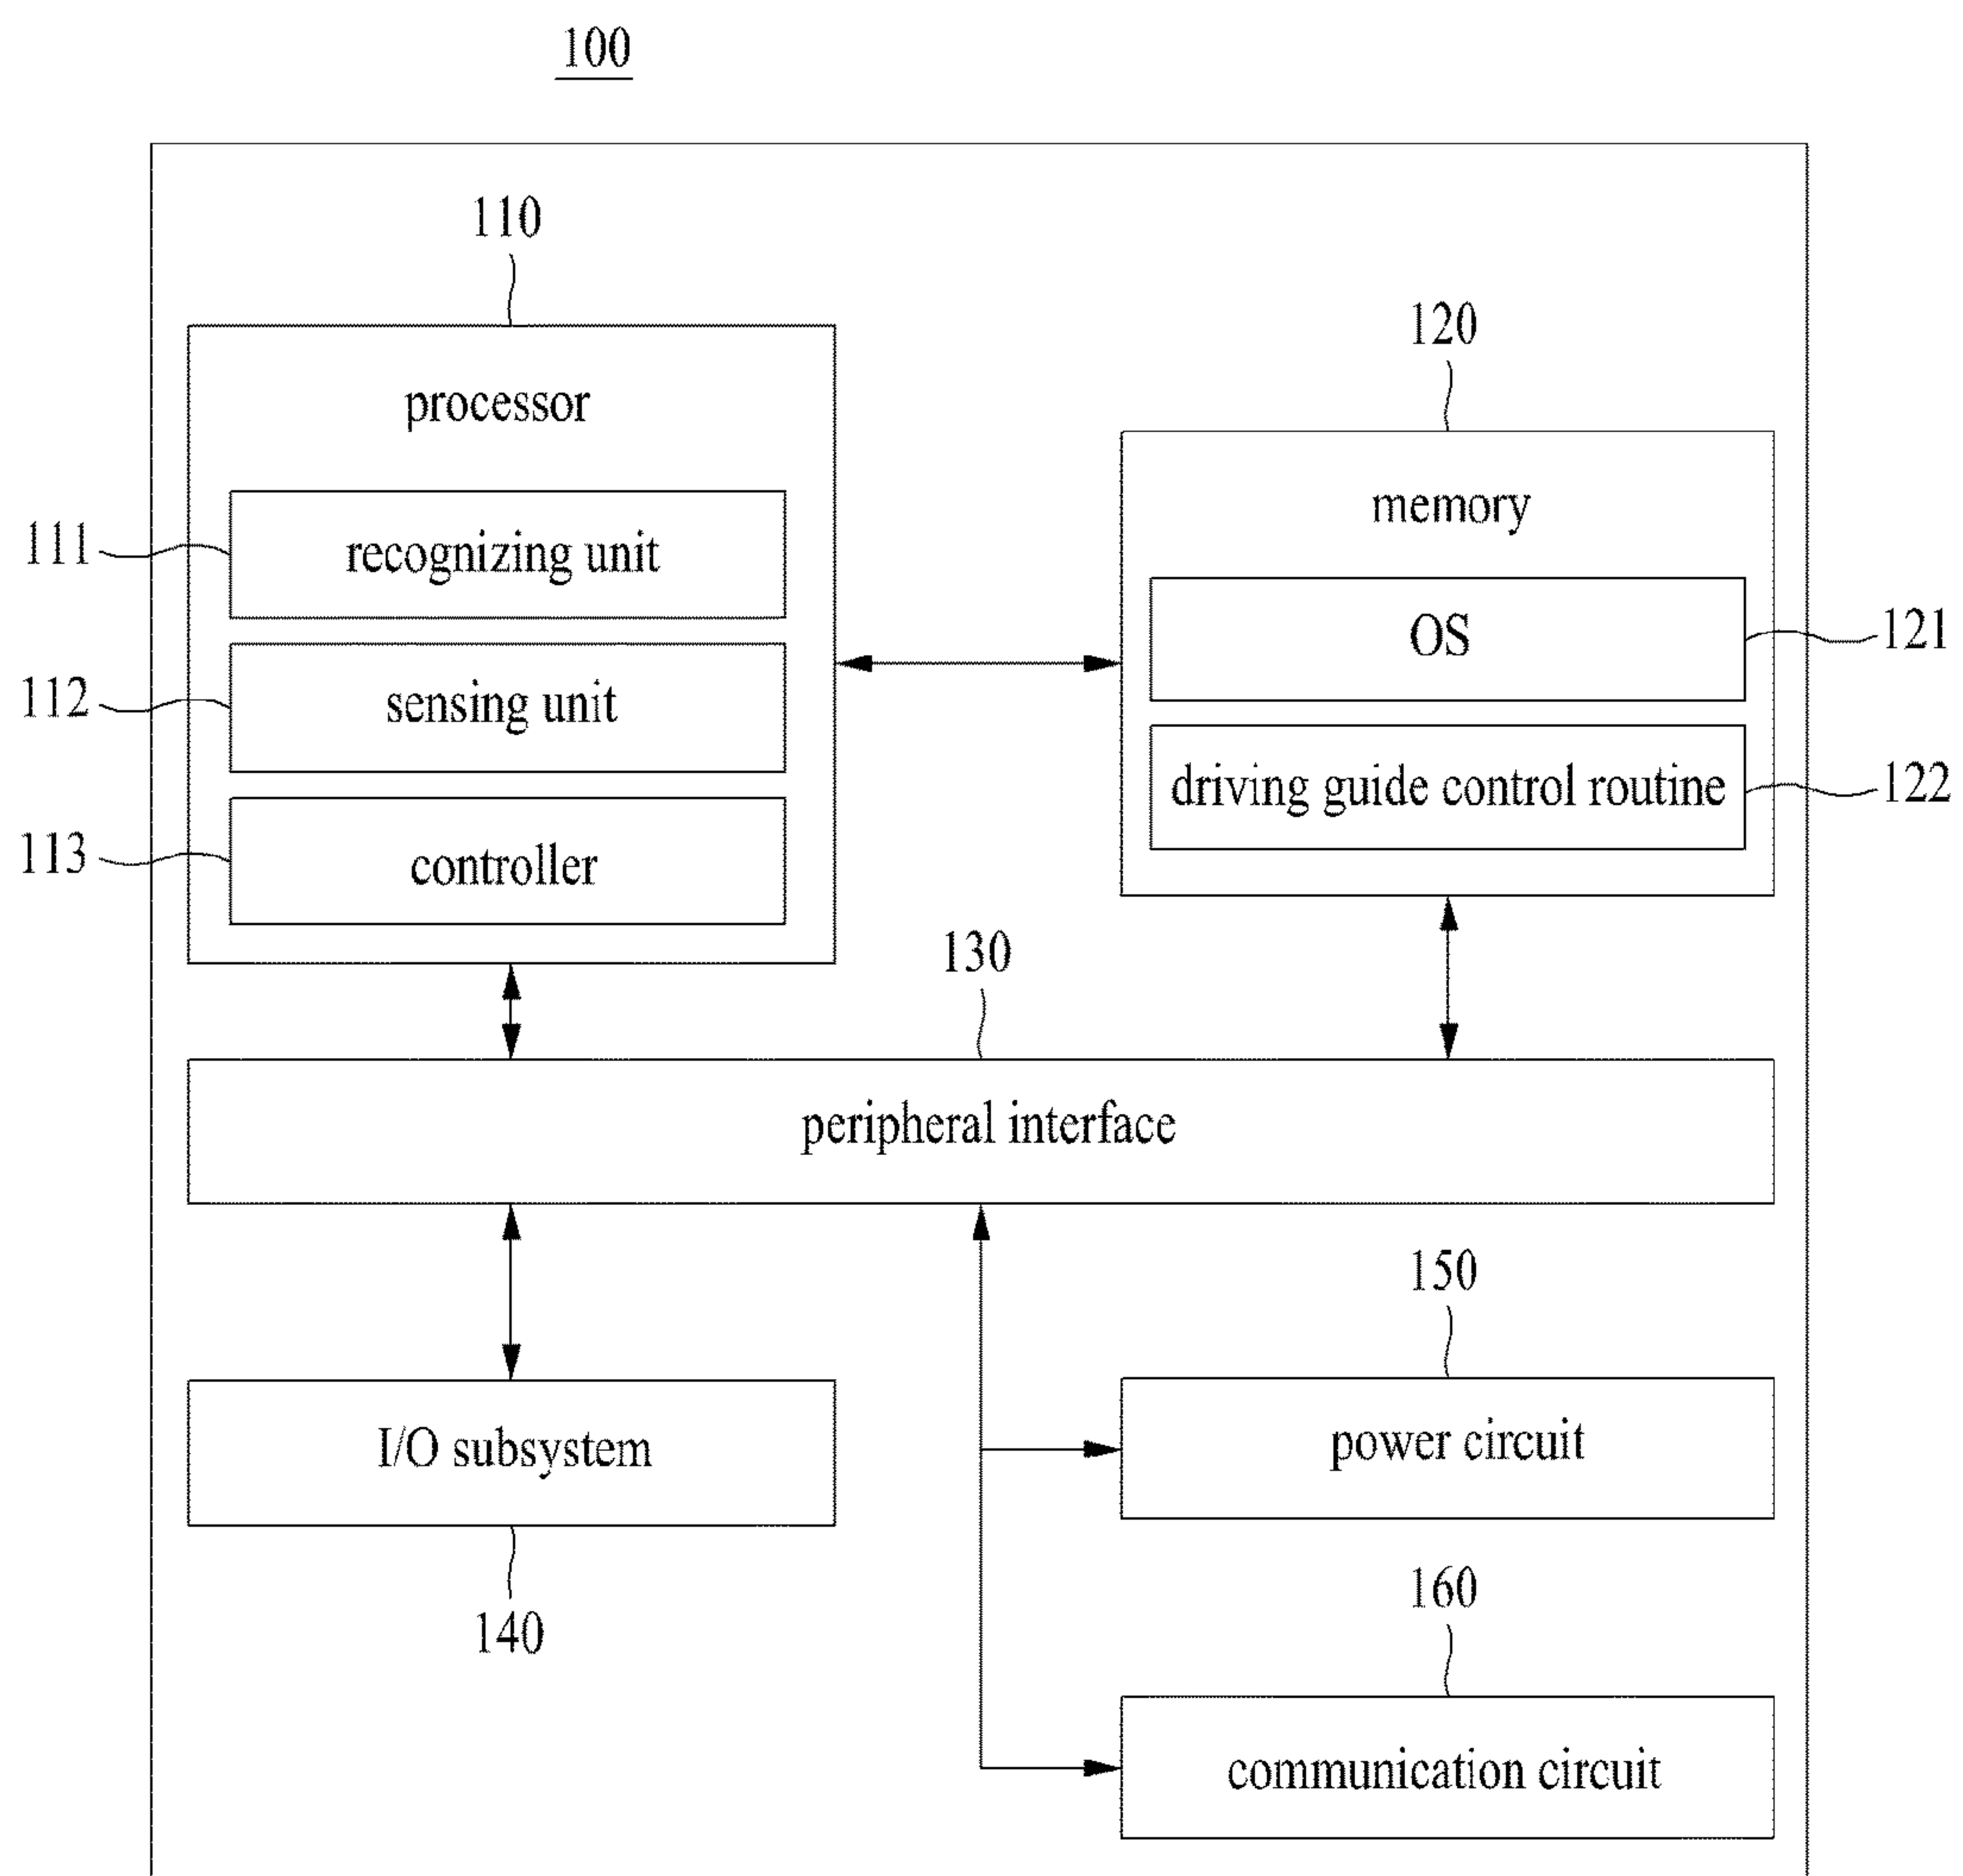 100
110
processor
120
memory
111
recognizing unit
OS
121
112
sensing unit
driving guide control routine
122
113
controller
130
peripheral interface
150
I/O subsystem
power circuit
140
160
communication circuit